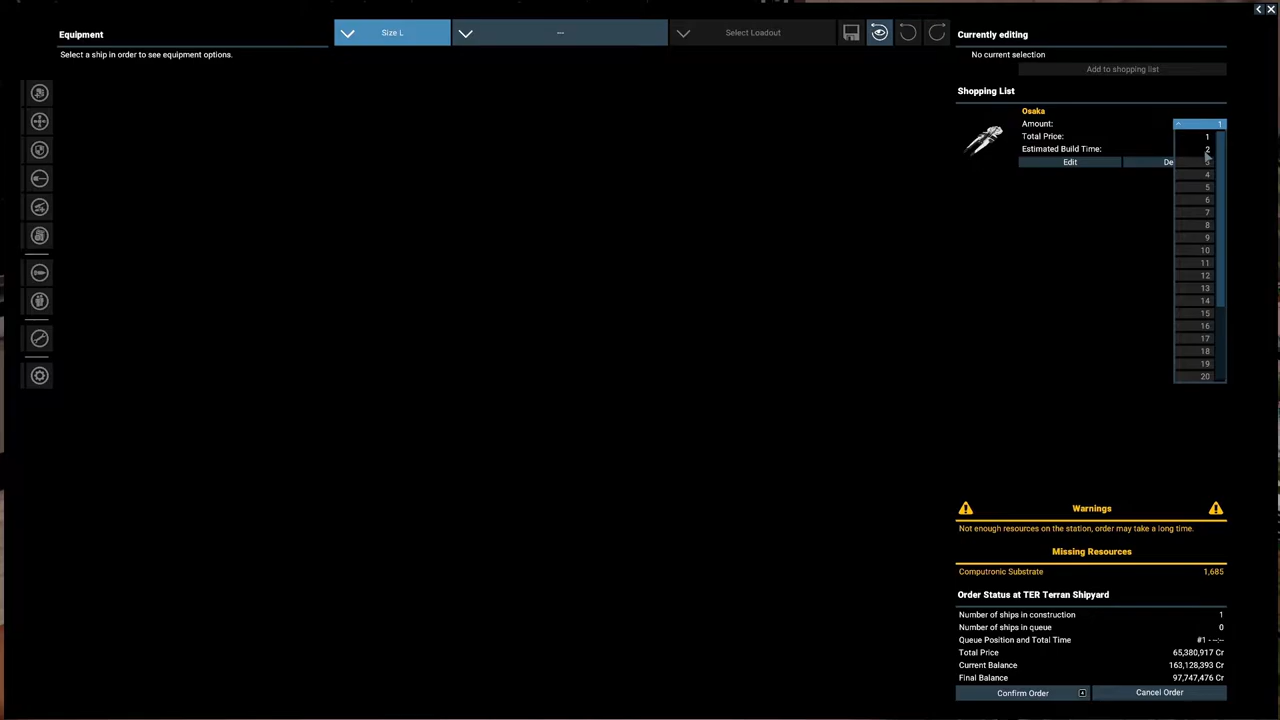 Equipment
Select a ship in order to see equipment options.
Size L
---
Select Loadout
Currently editing
No current selection
Add to shopping list
Shopping List
Osaka
Amount: 1
Total Price:
Estimated Build Time:
Edit
De
1
2
3
4
5
6
7
8
9
10
11
12
13
14
15
16
17
18
19
20
Warnings
Not enough resources on the station, order may take a long time.
Missing Resources
Computronic Substrate 1,685
Order Status at TER Terran Shipyard
Number of ships in construction 1
Number of ships in queue 0
Queue Position and Total Time #1 - --:--
Total Price 65,380,917 Cr
Current Balance 163,128,393 Cr
Final Balance 97,747,476 Cr
Confirm Order
Cancel Order